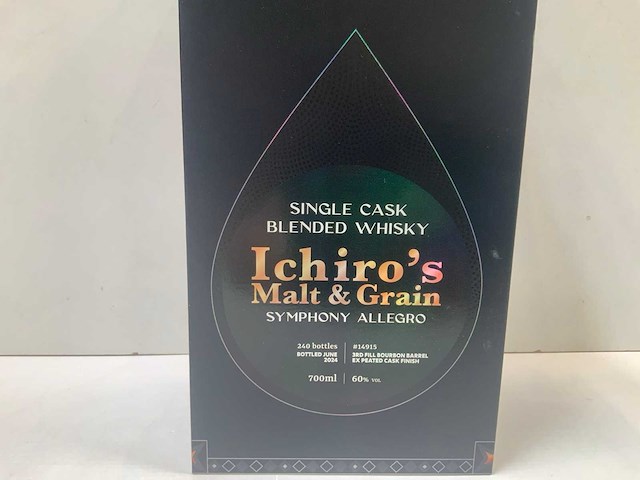 SINGLE CASK
BLENDED WHISKY
Ichiro's
Malt & Grain
SYMPHONY ALLEGRO
240 bottles
BOTTLED JUNE
2024
700ml
#14915
3RD FILL BOURBON BARREL
EX PEATED CASK FINISH
60% VOL